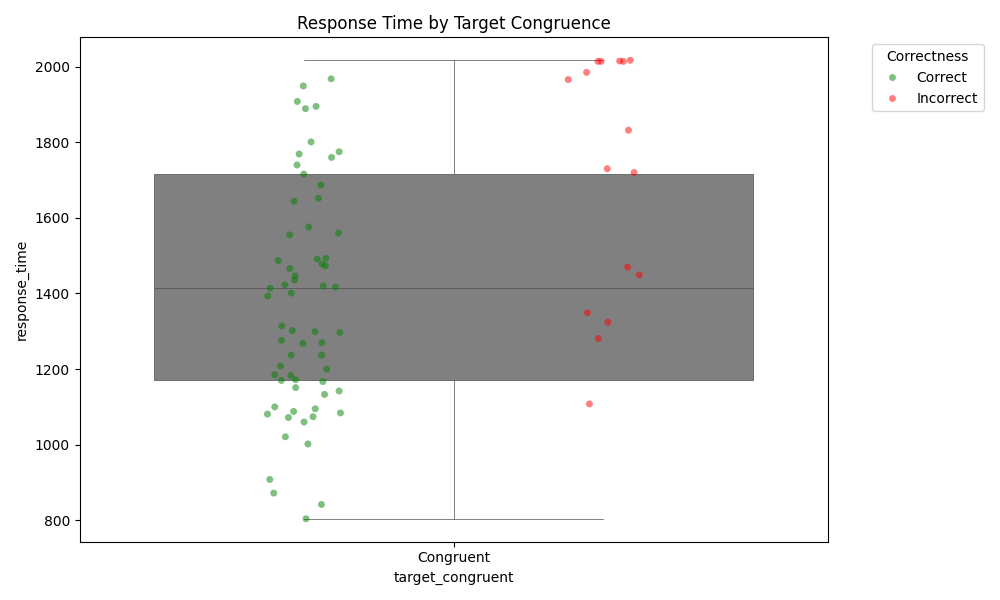 Response Time by Target Congruence
Correctness
Correct
Incorrect
response_time
2000
1800
1600
1400
1200
1000
800
Congruent
target_congruent